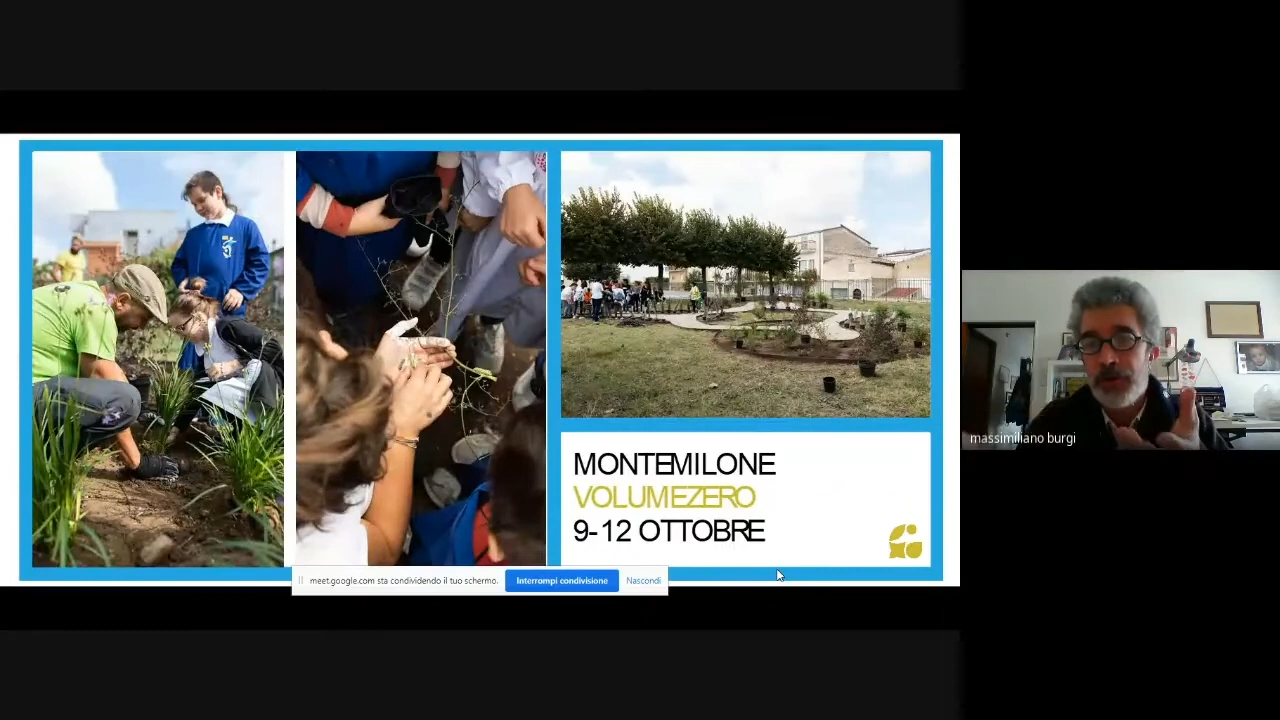 MONTEMILONE
VOLUMEZERO
9-12 OTTOBRE
meet.google.com sta condividendo il tuo schermo.
Interrompi condivisione
Nascondi
massimiliano burgi